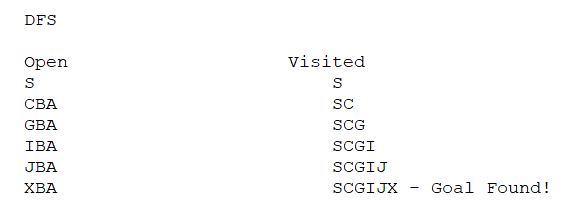 DFS
Open Visited
S S
CBA SC
GBA SCG
IBA SCGI
JBA SCGIJ
XBA SCGIJX - Goal Found!